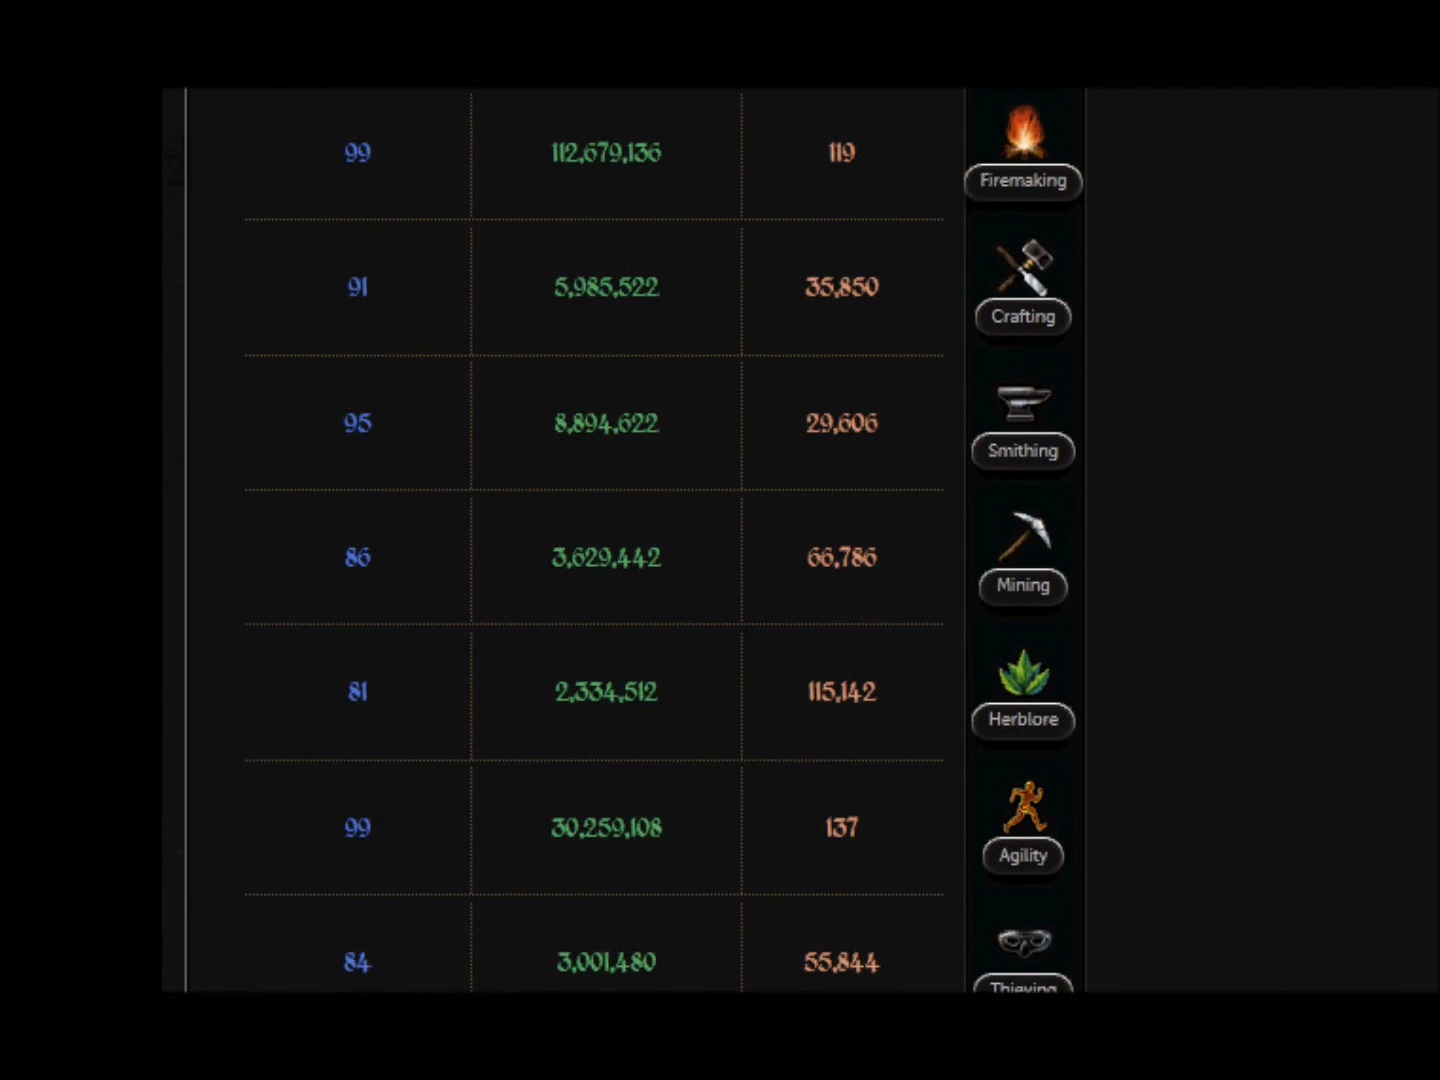 99 112,679,136 119 Firemaking
91 5,985,522 35,850 Crafting
95 8,894,622 29,606 Smithing
86 3,629,442 66,786 Mining
81 2,334,512 115,142 Herblore
99 30,259,108 137 Agility
84 3,001,480 55,844 Thieving